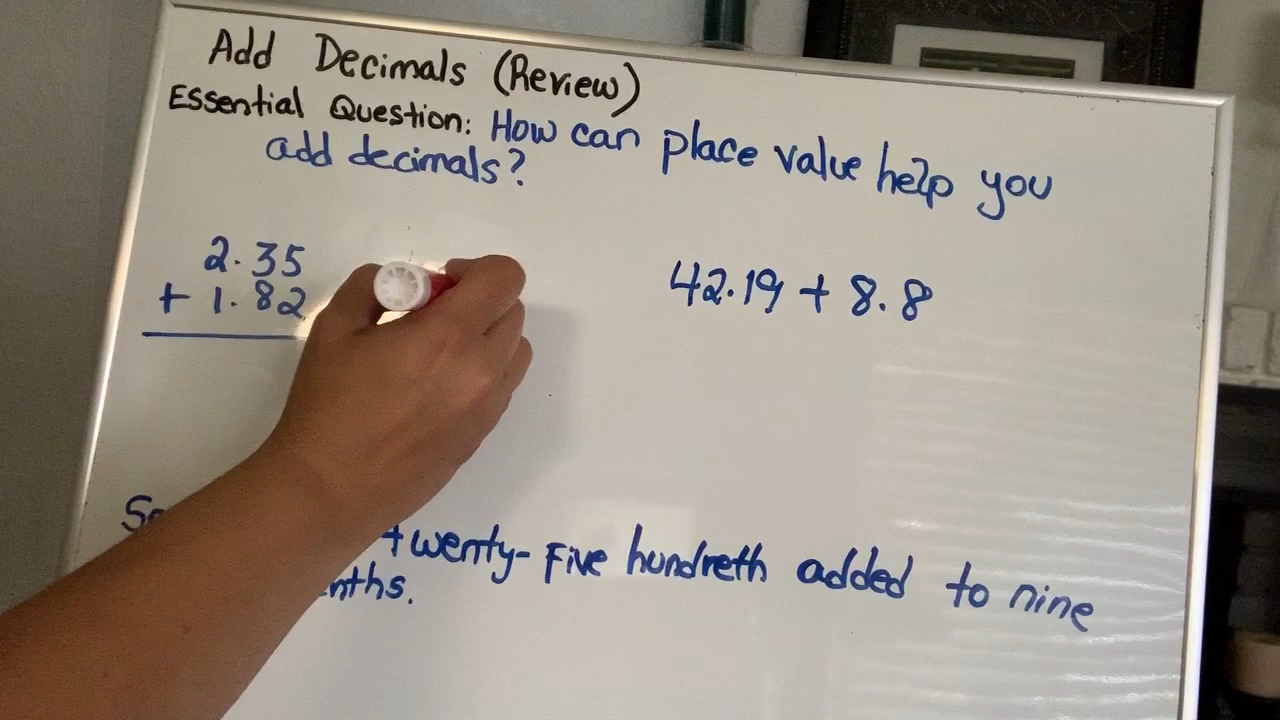 Add Decimals (Review)
Essential Question: How can place value help you
add decimals?
2.35
+ 1.82
42.19 + 8.8
twenty-five hundreth added to nine